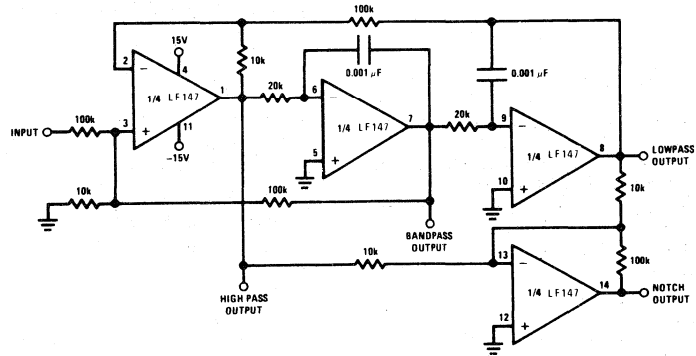 100k
15V
4
2
−
10k
0.001 μF
0.001 μF
1
20k
6
−
1/4 LF147
100k
3
+
INPUT
11
−15V
1/4 LF147
7
20k
9
−
5
+
1/4 LF147
8
LOWPASS
OUTPUT
10k
100k
10
+
10k
BANDPASS
OUTPUT
10k
13
−
100k
HIGH PASS
OUTPUT
1/4 LF147
14
NOTCH
OUTPUT
12
+